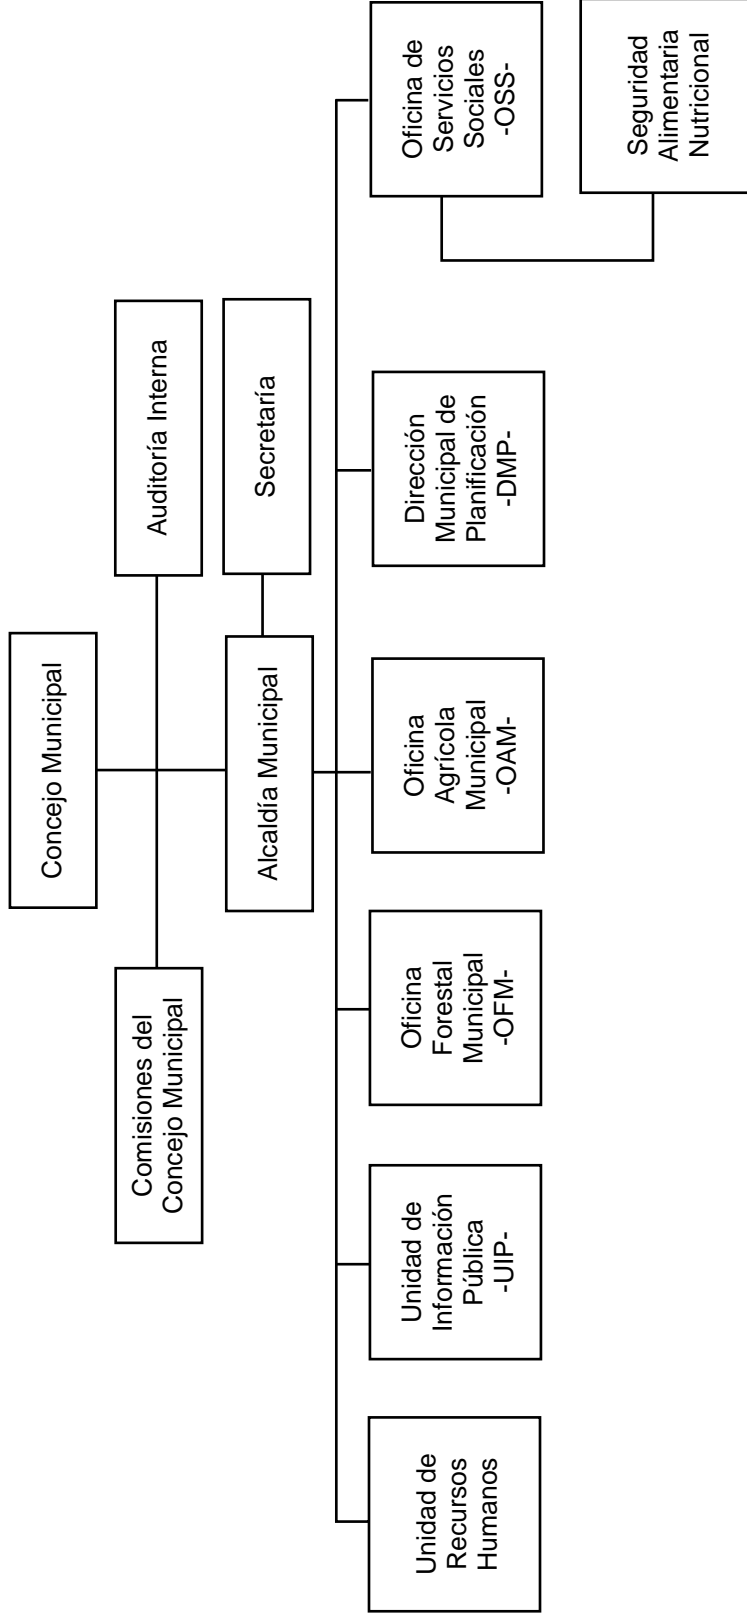 Concejo Municipal
Comisiones del
Concejo Municipal
Auditoría Interna
Alcaldía Municipal
Secretaría
Unidad de
Recursos
Humanos
Unidad de
Información
Pública
-UIP-
Oficina
Forestal
Municipal
-OFM-
Oficina
Agrícola
Municipal
-OAM-
Dirección
Municipal de
Planificación
-DMP-
Oficina de
Servicios
Sociales
-OSS-
Seguridad
Alimentaria
Nutricional